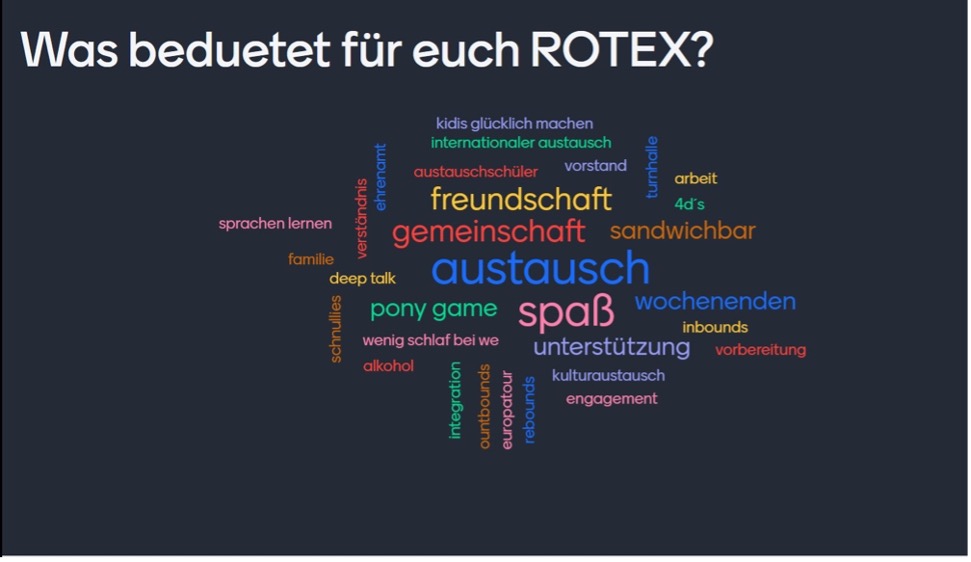 Was beduetet für euch ROTEX?
kidis glücklich machen
internationaler austausch
ehrenamt
turnhalle
austauschschüler
vorstand
arbeit
verständnis
freundschaft
4d's
sprachen lernen
gemeinschaft
sandwichbar
familie
austausch
deep talk
schnullies
pony game
spaß
wochenenden
inbounds
wenig schlaf bei we
unterstützung
vorbereitung
alkohol
integration
ountbounds
europatour
rebounds
kulturaustausch
engagement